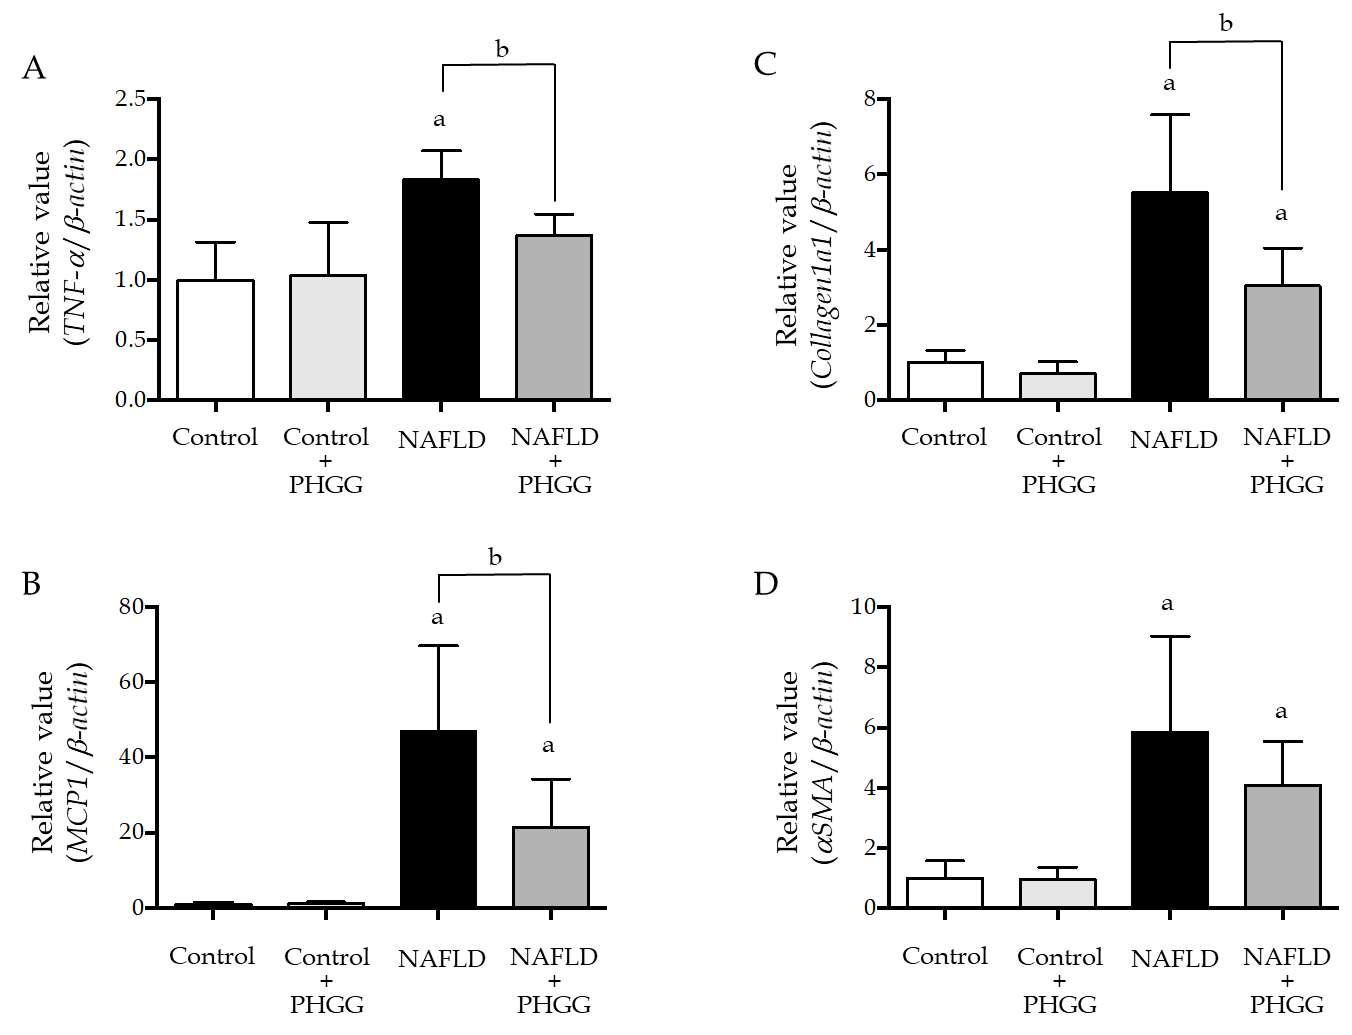 A
b
2.5
2.0
1.5
1.0
0.5
0.0
Relative value
(TNF-α/β-actin)
a
Control
Control
+
PHGG
NAFLD
NAFLD
+
PHGG
C
b
8
6
4
2
0
Relative value
(Collagen1a1/β-actin)
a
a
Control
Control
+
PHGG
NAFLD
NAFLD
+
PHGG
B
b
80
60
40
20
0
Relative value
(MCP1/β-actin)
a
a
Control
Control
+
PHGG
NAFLD
NAFLD
+
PHGG
D
10
8
6
4
2
0
Relative value
(αSMA/β-actin)
a
a
Control
Control
+
PHGG
NAFLD
NAFLD
+
PHGG